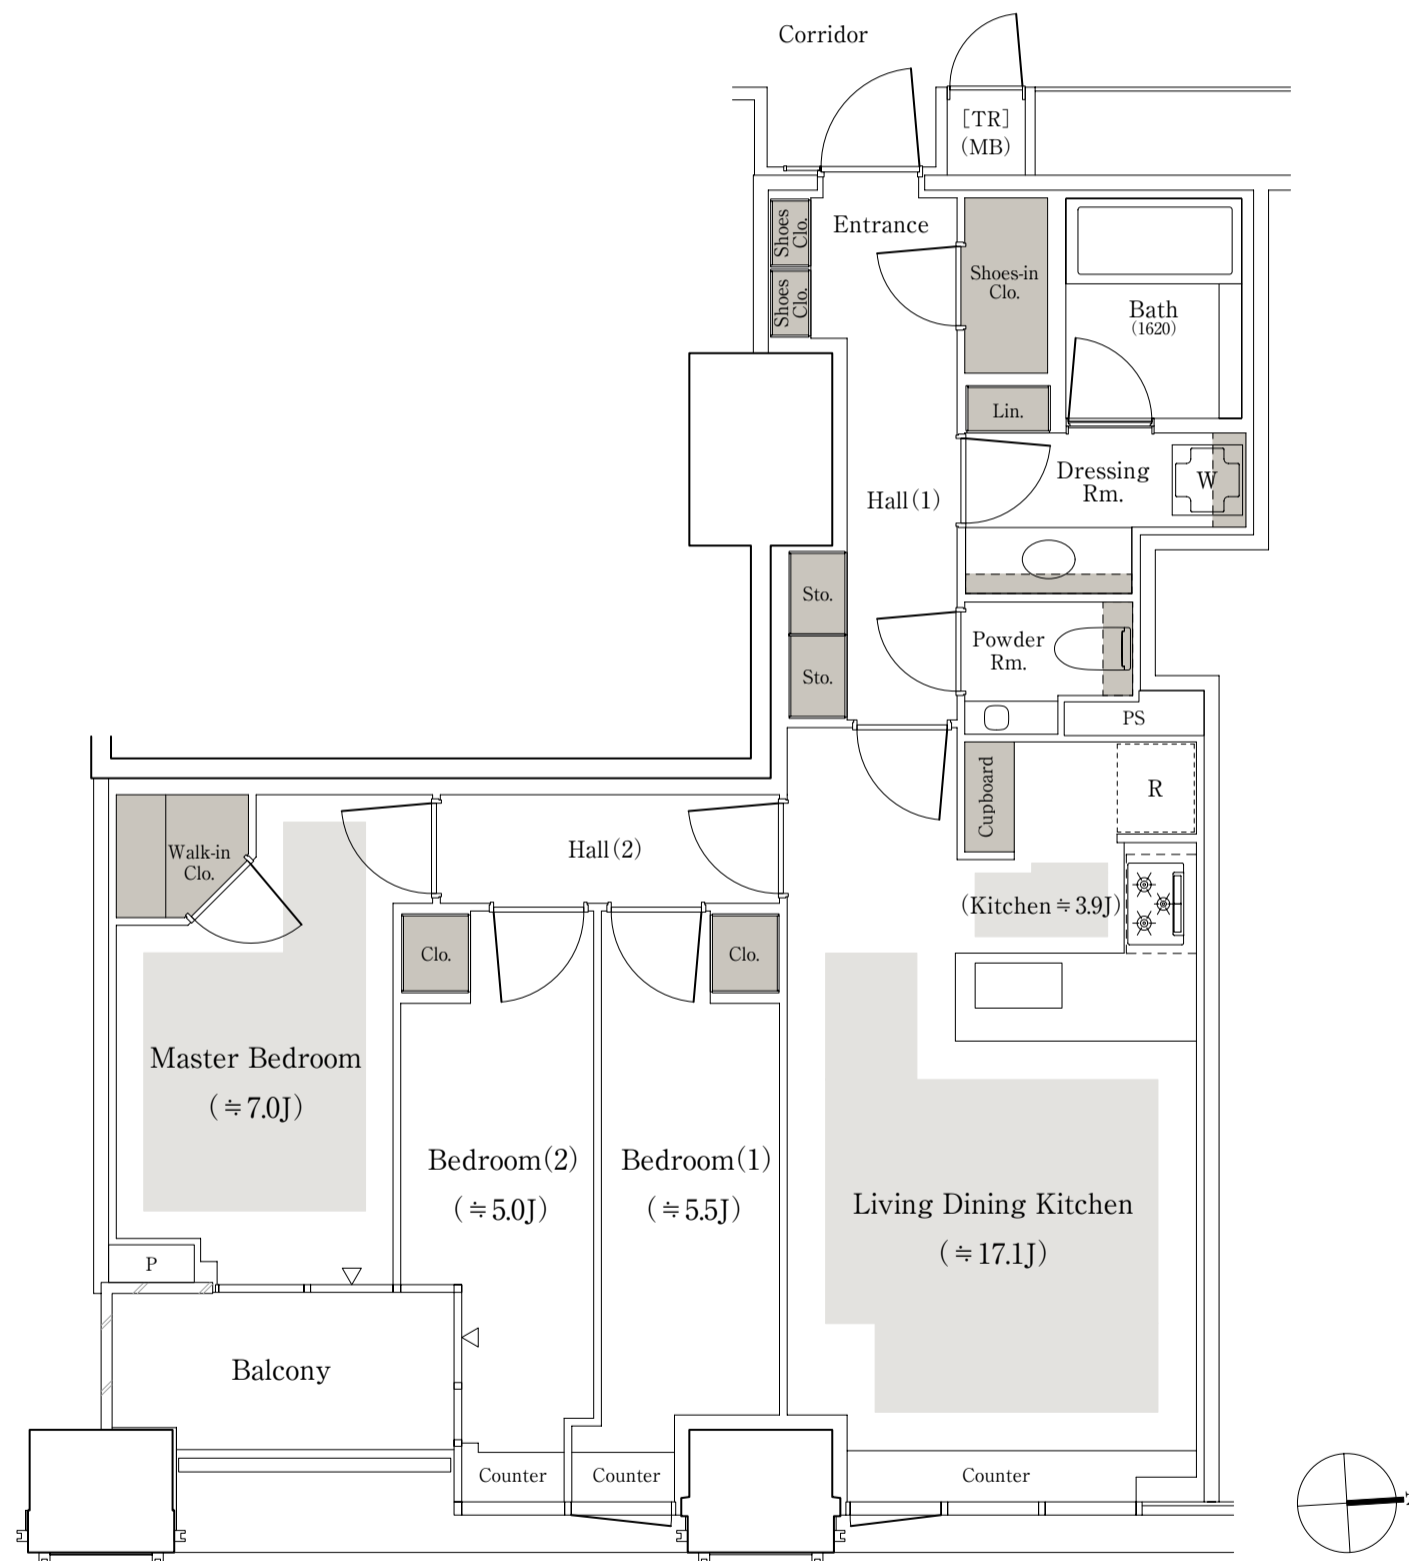 Corridor
[TR]
(MB)
Entrance
Shoes
Clo.
Shoes
Clo.
Shoes-in
Clo.
Bath
(1620)
Lin.
Dressing
Rm.
W
Hall(1)
Sto.
Sto.
Powder
Rm.
PS
Cupboard
R
Walk-in
Clo.
Hall(2)
(Kitchen≒3.9J)
Clo.
Clo.
Master Bedroom
(≒7.0J)
Bedroom(2)
(≒5.0J)
Bedroom(1)
(≒5.5J)
Living Dining Kitchen
(≒17.1J)
P
Balcony
Counter
Counter
Counter